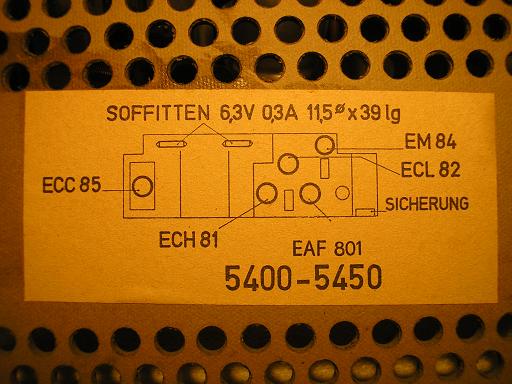 SOFFITTEN 6,3V 0,3A 11,5ø x 39 lg
EM 84
ECL 82
ECC 85
SICHERUNG
ECH 81
EAF 801
5400-5450